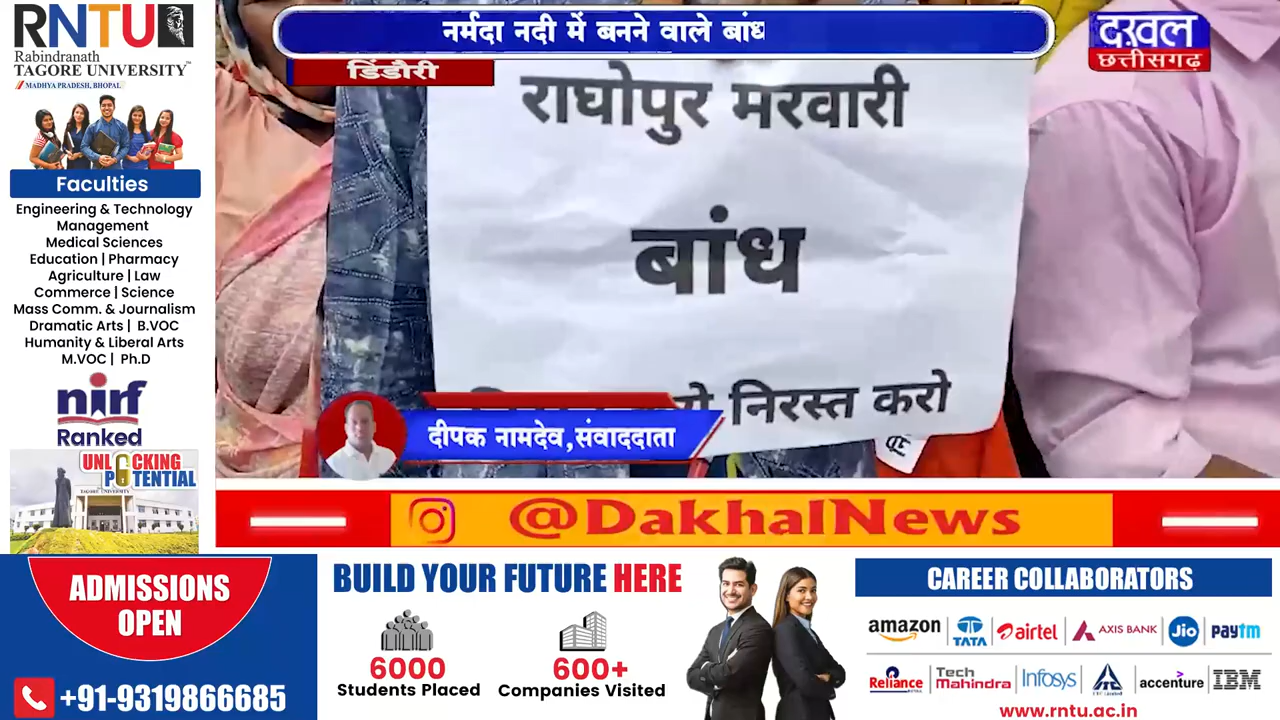 RNTU
Rabindranath
TAGORE UNIVERSITY™
MADHYA PRADESH, BHOPAL
Faculties
Engineering & Technology
Management
Medical Sciences
Education | Pharmacy
Agriculture | Law
Commerce | Science
Mass Comm. & Journalism
Dramatic Arts | B.VOC
Humanity & Liberal Arts
M.VOC | Ph.D
nirf
Ranked
UNLOCKING
POTENTIAL
TAGORE UNIVERSITY
नर्मदा नदी में बनने वाले बांध
डिंडौरी
दख़ल
छत्तीसगढ़
राघोपुर मरवारी
बांध
निरस्त करो
दीपक नामदेव,संवाददाता
@DakhalNews
ADMISSIONS
OPEN
+91-9319866685
BUILD YOUR FUTURE HERE
6000
Students Placed
600+
Companies Visited
CAREER COLLABORATORS
amazon TATA airtel AXIS BANK Jio paytm
Reliance Tech Mahindra Infosys accenture IBM
www.rntu.ac.in